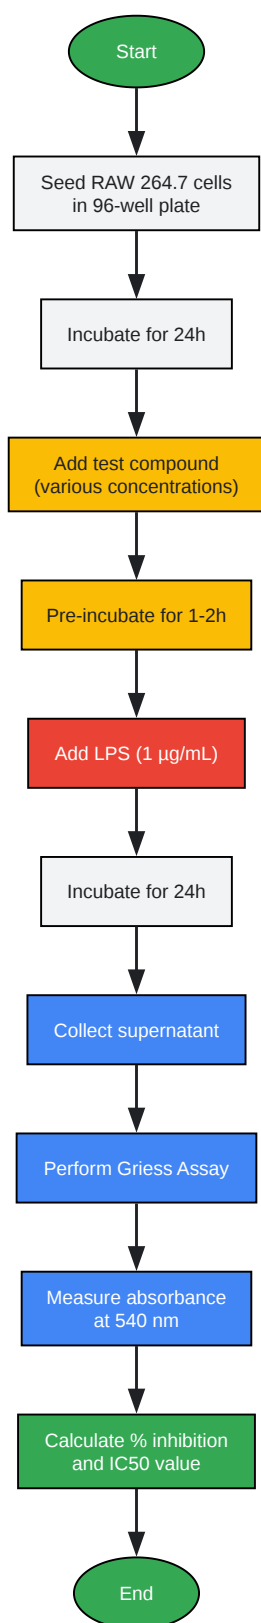 Start
Seed RAW 264.7 cells
in 96-well plate
Incubate for 24h
Add test compound
(various concentrations)
Pre-incubate for 1-2h
Add LPS (1 µg/mL)
Incubate for 24h
Collect supernatant
Perform Griess Assay
Measure absorbance
at 540 nm
Calculate % inhibition
and IC50 value
End